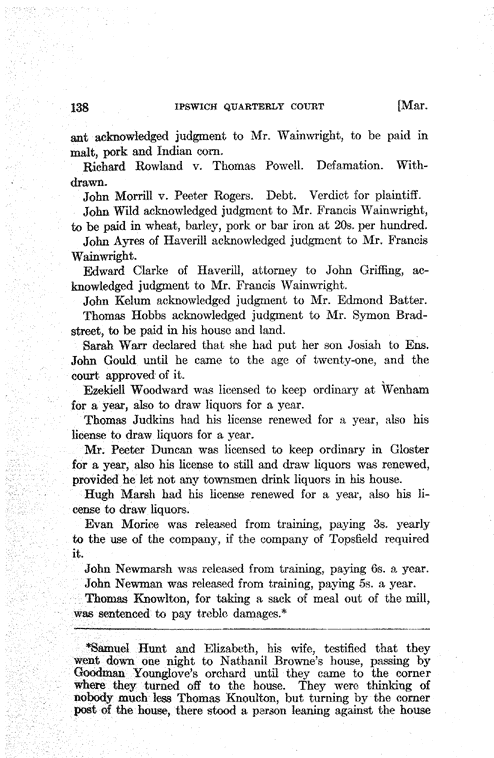 138 IPSWICH QUARTERLY COURT [Mar.
ant acknowledged judgment to Mr. Wainwright, to be paid in
malt, pork and Indian corn.
Richard Rowland v. Thomas Powell. Defamation. With-
drawn.
John Morrill v. Peeter Rogers. Debt. Verdict for plaintiff.
John Wild acknowledged judgment to Mr. Francis Wainwright,
to be paid in wheat, barley, pork or bar iron at 20s. per hundred.
John Ayres of Haverill acknowledged judgment to Mr. Francis
Wainwright.
Edward Clarke of Haverill, attorney to John Griffing, ac-
knowledged judgment to Mr. Francis Wainwright.
John Kelum acknowledged judgment to Mr. Edmond Batter.
Thomas Hobbs acknowledged judgment to Mr. Symon Brad-
street, to be paid in his house and land.
Sarah Warr declared that she had put her son Josiah to Ens.
John Gould until he came to the age of twenty-one, and the
court approved of it.
Ezekiell Woodward was licensed to keep ordinary at Wenham
for a year, also to draw liquors for a year.
Thomas Judkins had his license renewed for a year, also his
license to draw liquors for a year.
Mr. Peeter Duncan was licensed to keep ordinary in Gloster
for a year, also his license to still and draw liquors was renewed,
provided he let not any townsmen drink liquors in his house.
Hugh Marsh had his license renewed for a year, also his li-
cense to draw liquors.
Evan Morice was released from training, paying 3s. yearly
to the use of the company, if the company of Topsfield required
it.
John Newmarsh was released from training, paying 6s. a year.
John Newman was released from training, paying 5s. a year.
Thomas Knowlton, for taking a sack of meal out of the mill,
was sentenced to pay treble damages.*
*Samuel Hunt and Elizabeth, his wife, testified that they
went down one night to Nathanil Browne's house, passing by
Goodman Younglove's orchard until they came to the corner
where they turned off to the house. They were thinking of
nobody much less Thomas Knoulton, but turning by the corner
post of the house, there stood a person leaning against the house